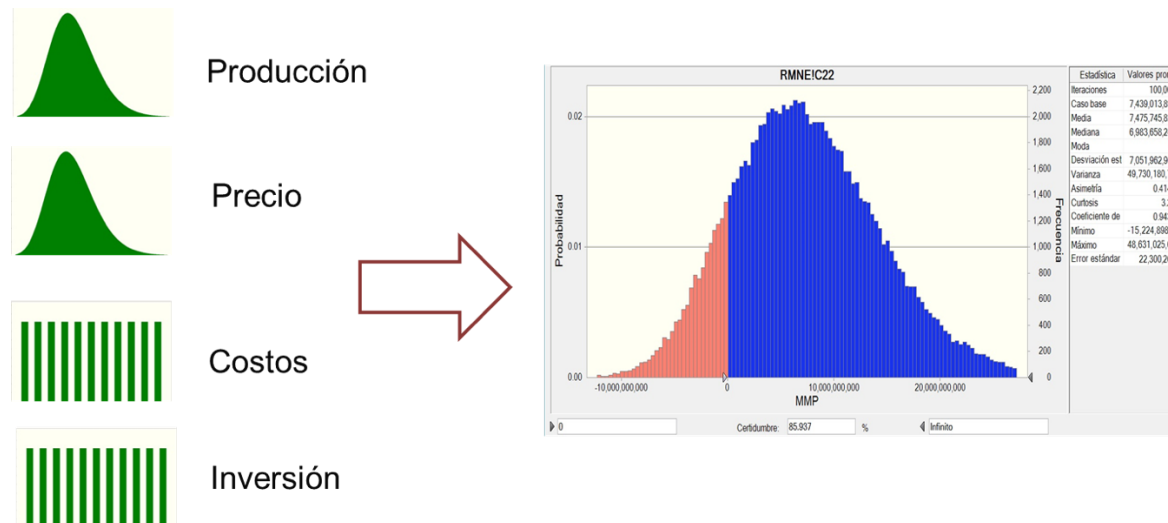 Producción
Precio
Costos
Inversión
RMNE!C22
Probabilidad
0.02
0.01
0.00
2,200
2,000
1,800
1,600
1,400
1,200
1,000
800
600
400
200
0
Frecuencia
-10,000,000,000 0 10,000,000,000 20,000,000,000
MMP
0 Certidumbre: 85.937 % Infinito
Estadística Valores
Iteraciones
Caso base
Media
Mediana
Moda
Desviación est
Varianza
Asimetría
Curtosis
Coeficiente de
Mínimo
Máximo
Error estándar